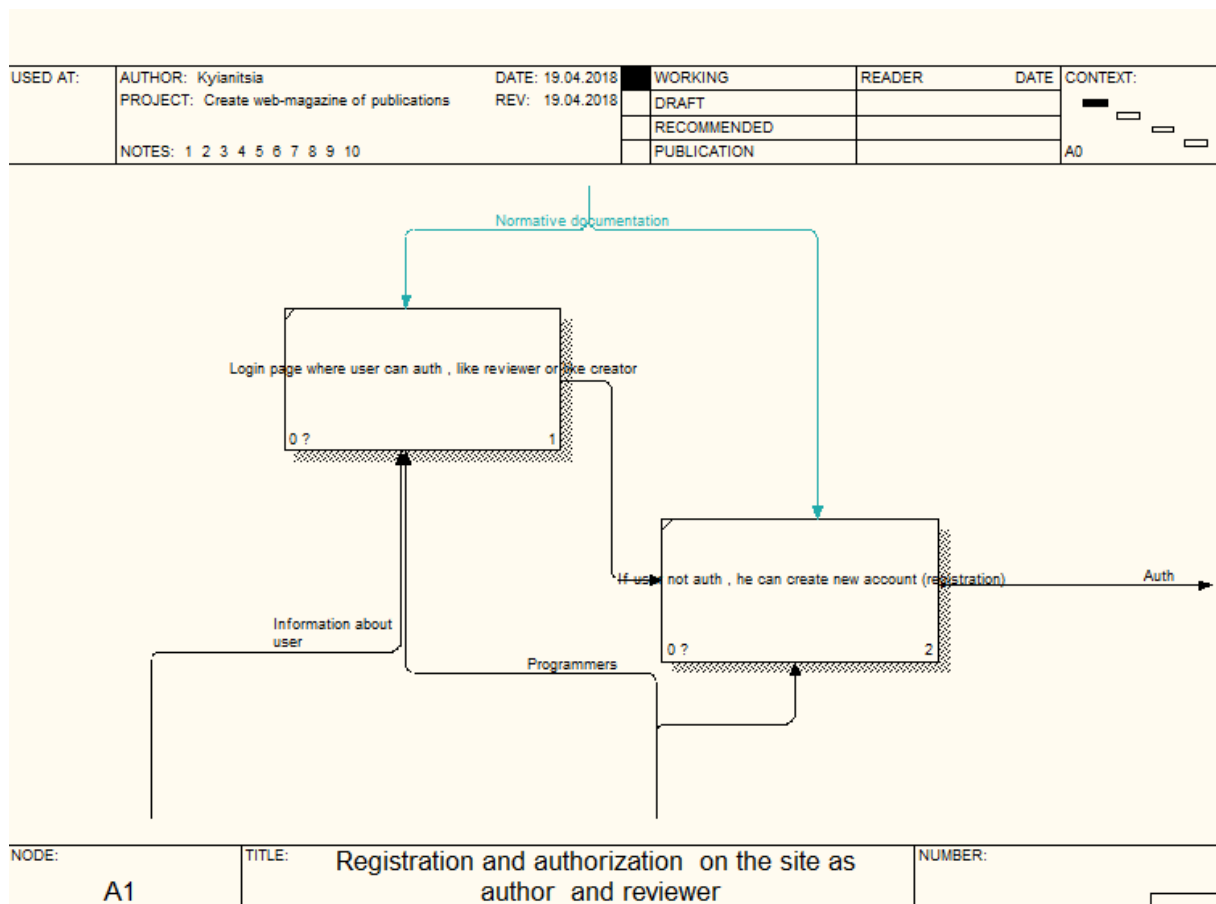 USED AT:
AUTHOR: Kyianitsia
DATE: 19.04.2018
WORKING
READER
DATE
CONTEXT:
PROJECT: Create web-magazine of publications
REV: 19.04.2018
DRAFT
RECOMMENDED
NOTES: 1 2 3 4 5 6 7 8 9 10
PUBLICATION
A0
Normative documentation
Login page where user can auth , like reviewer or like creator
0 ?
1
If user not auth , he can create new account (registration)
Auth
Information about
user
0 ?
2
Programmers
NODE:
TITLE:
Registration and authorization on the site as
NUMBER:
A1
author and reviewer